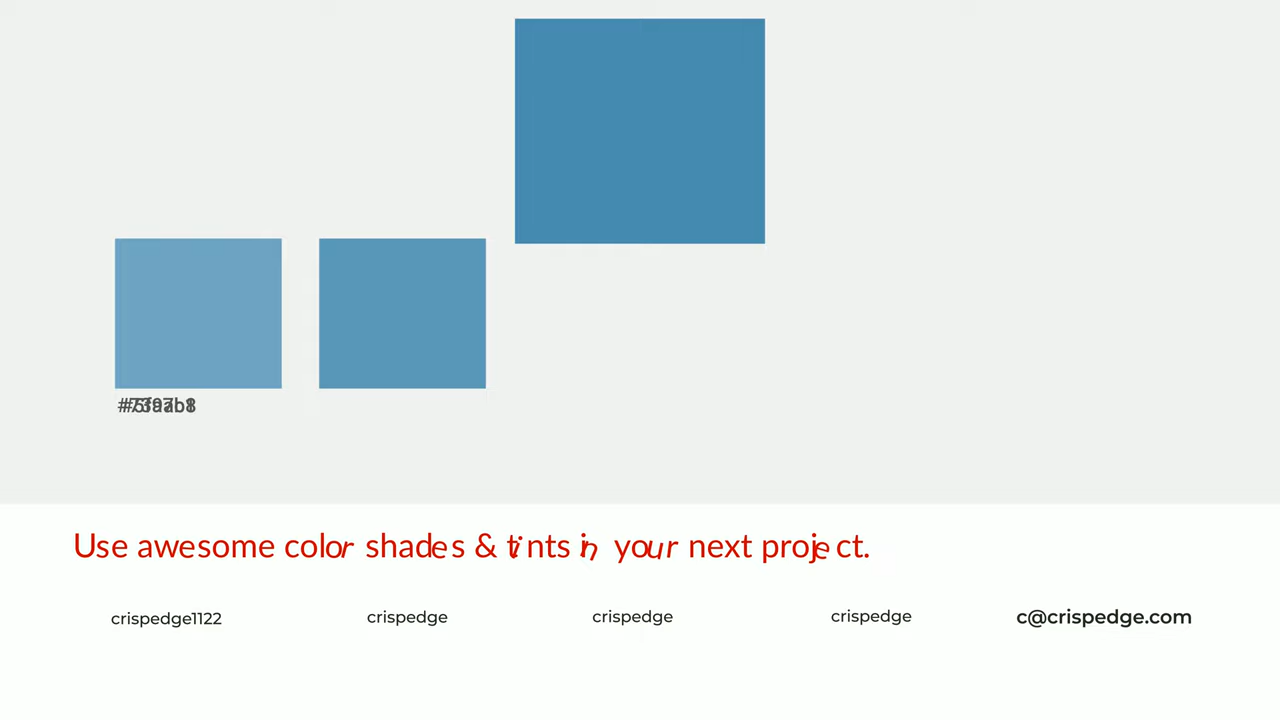 Use awesome color shades & tints in your next project.
crispedge1122 crispedge crispedge crispedge c@crispedge.com